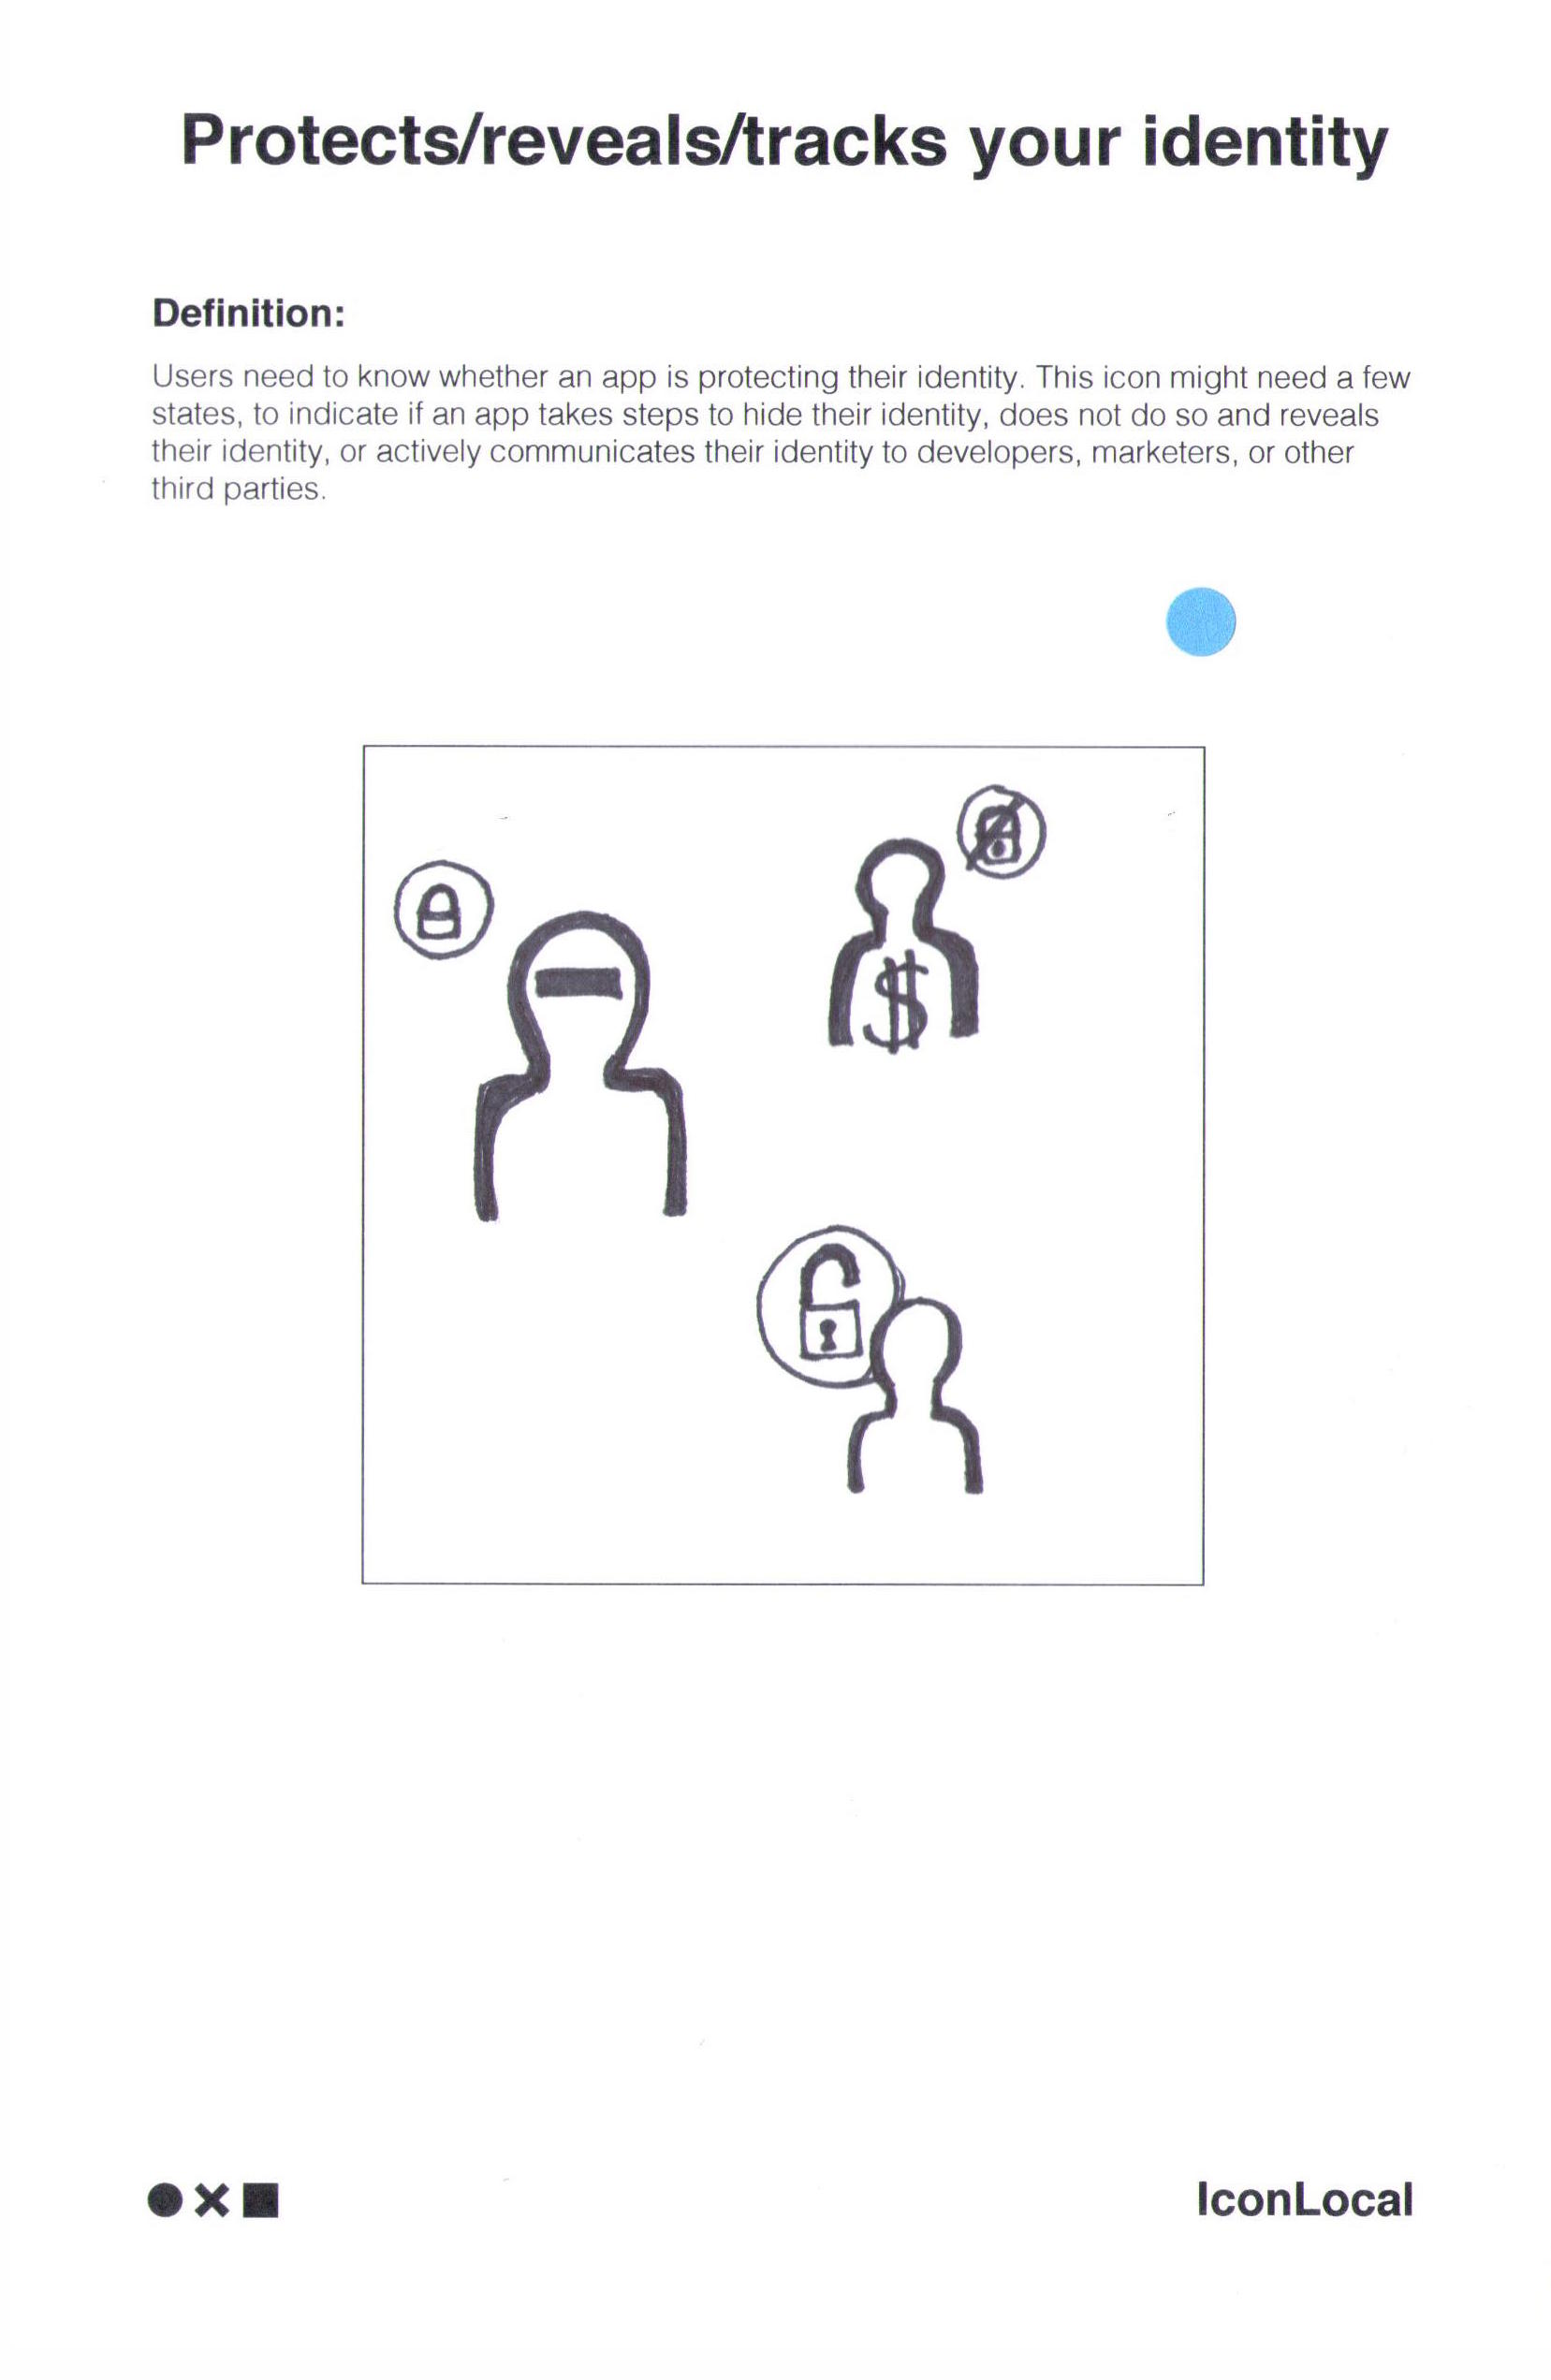 Protects/reveals/tracks your identity
Definition:
Users need to know whether an app is protecting their identity. This icon might need a few
states, to indicate if an app takes steps to hide their identity, does not do so and reveals
their identity, or actively communicates their identity to developers, marketers, or other
third parties.
$
IconLocal